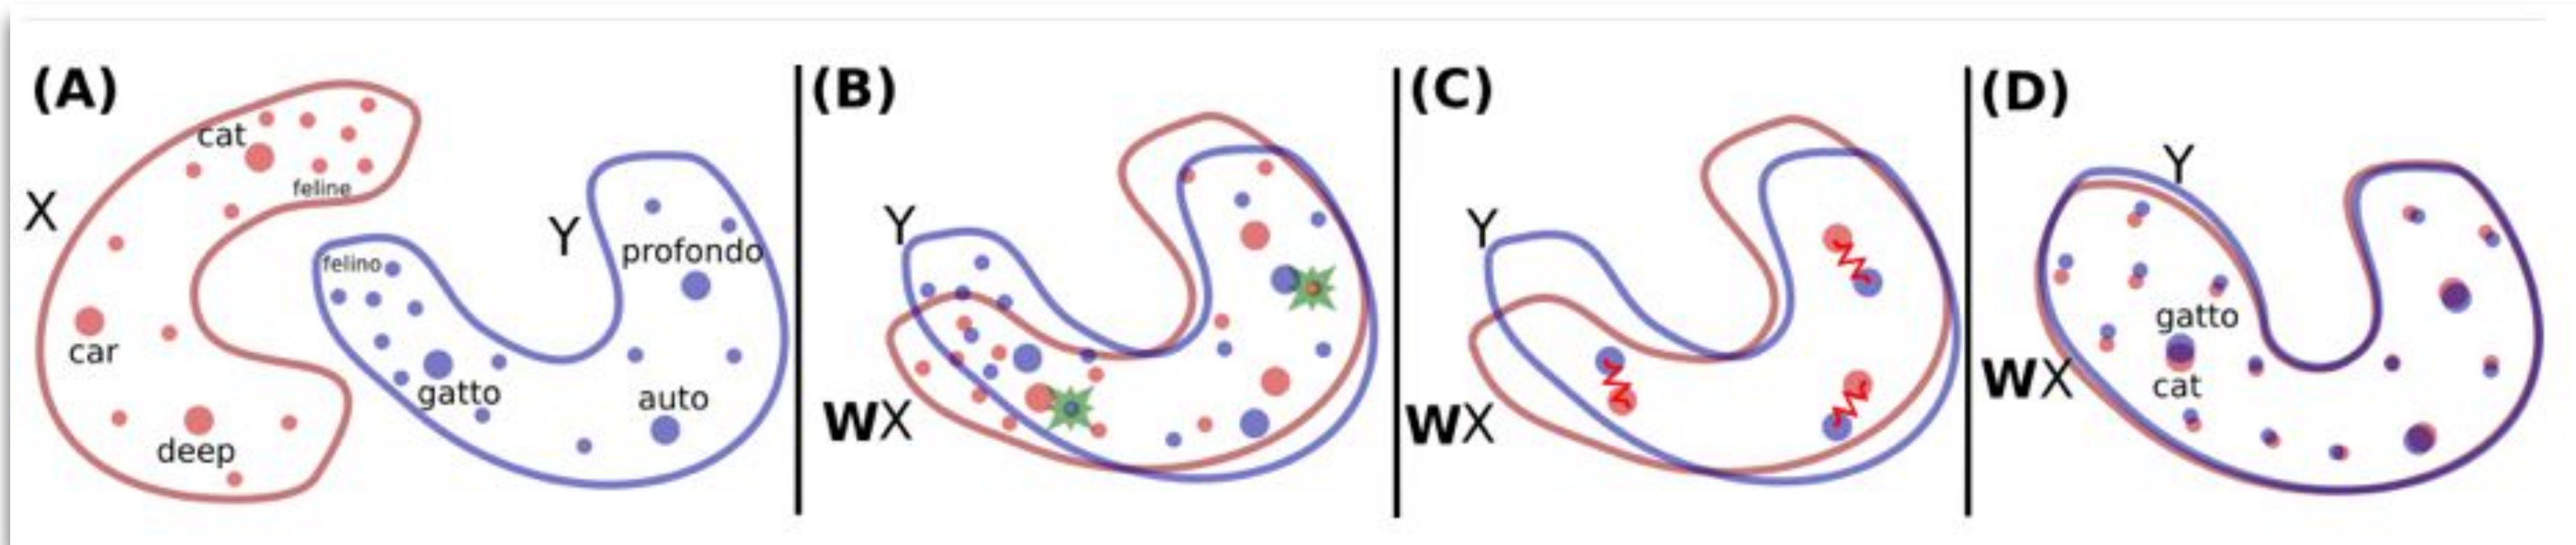 (A)
cat
feline
X
car
deep
Y
felino
profondo
gatto
auto
(B)
Y
WX
(C)
Y
WX
(D)
Y
gatto
WX
cat